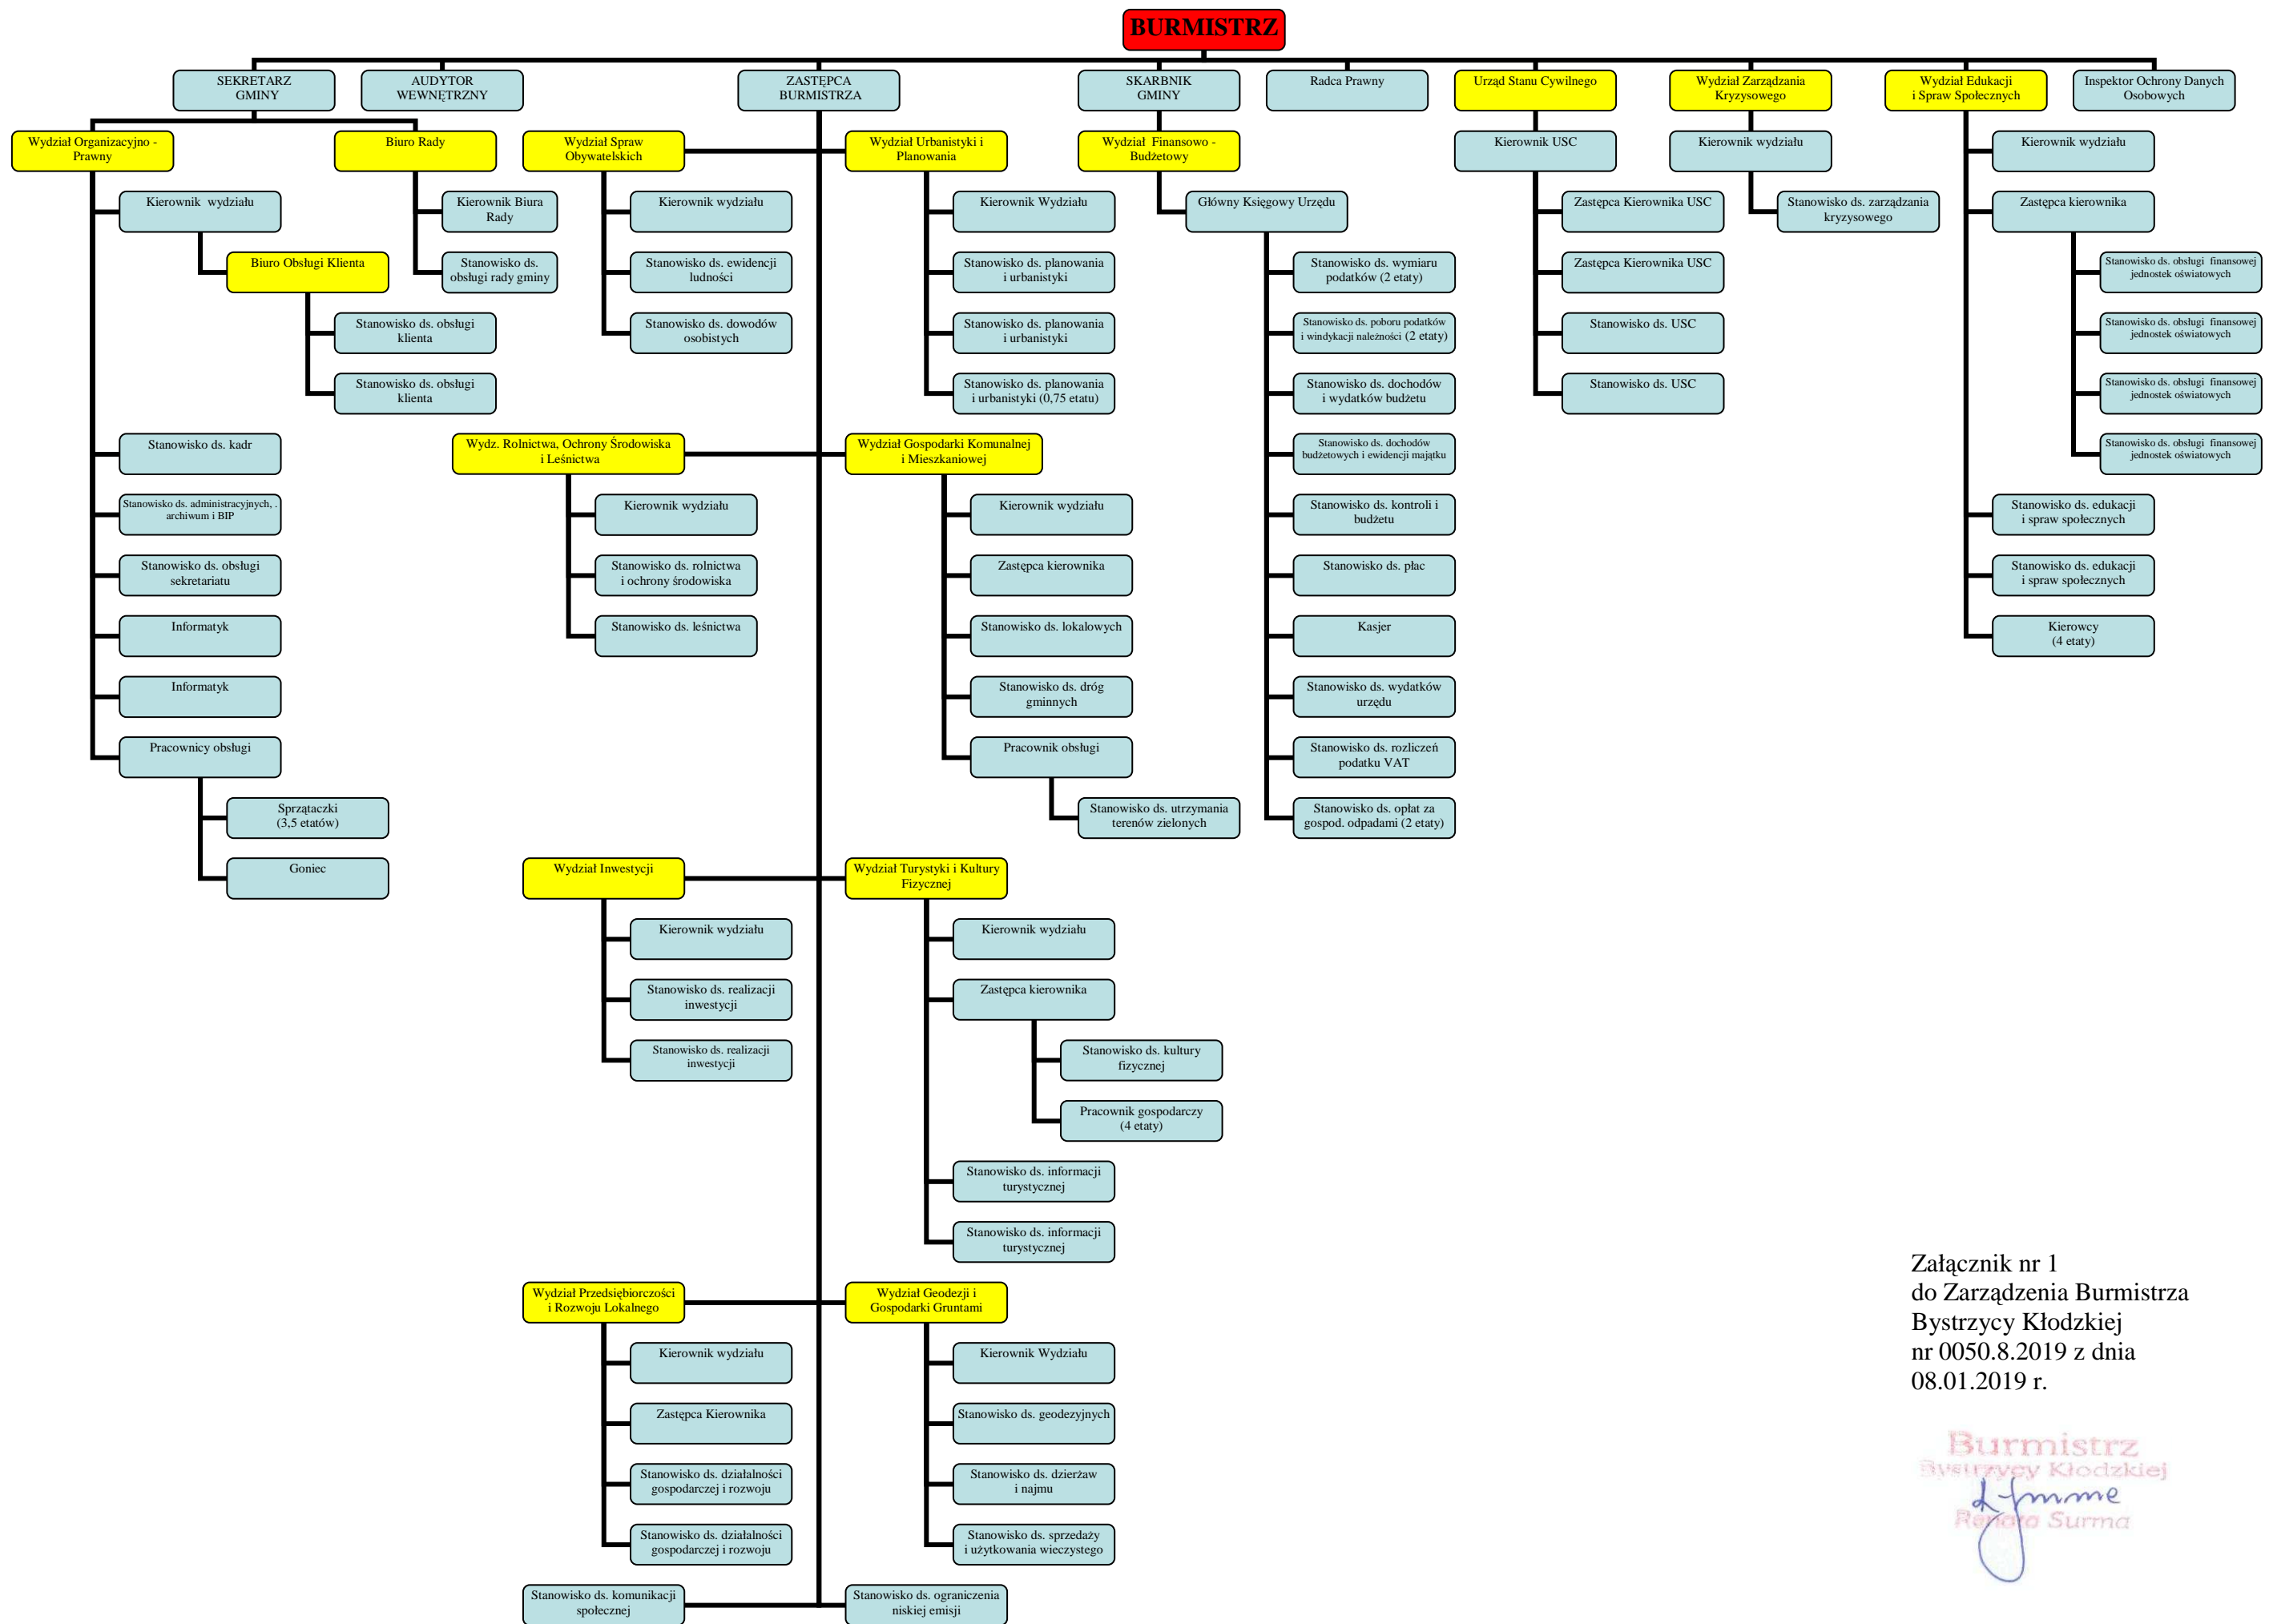 BURMISTRZ
SEKRETARZ
GMINY
AUDYTOR
WEWNĘTRZNY
ZASTĘPCA
BURMISTRZA
SKARBNIK
GMINY
Radca Prawny
Urząd Stanu Cywilnego
Wydział Zarządzania
Kryzysowego
Wydział Edukacji
i Spraw Społecznych
Inspektor Ochrony Danych
Osobowych
Wydział Organizacyjno -
Prawny
Kierownik wydziału
Biuro Obsługi Klienta
Stanowisko ds. obsługi
klienta
Stanowisko ds. obsługi
klienta
Stanowisko ds. kadr
Stanowisko ds. administracyjnych, .
archiwum i BIP
Stanowisko ds. obsługi
sekretariatu
Informatyk
Informatyk
Pracownicy obsługi
Sprzątaczki
(3,5 etatów)
Goniec
Biuro Rady
Kierownik Biura
Rady
Stanowisko ds.
obsługi rady gminy
Wydział Spraw
Obywatelskich
Kierownik wydziału
Stanowisko ds. ewidencji
ludności
Stanowisko ds. dowodów
osobistych
Wydział Urbanistyki i
Planowania
Kierownik Wydziału
Stanowisko ds. planowania
i urbanistyki
Stanowisko ds. planowania
i urbanistyki
Stanowisko ds. planowania
i urbanistyki (0,75 etatu)
Wydz. Rolnictwa, Ochrony Środowiska
i Leśnictwa
Kierownik wydziału
Stanowisko ds. rolnictwa
i ochrony środowiska
Stanowisko ds. leśnictwa
Wydział Gospodarki Komunalnej
i Mieszkaniowej
Kierownik wydziału
Zastępca kierownika
Stanowisko ds. lokalowych
Stanowisko ds. dróg
gminnych
Pracownik obsługi
Stanowisko ds. utrzymania
terenów zielonych
Wydział Inwestycji
Kierownik wydziału
Stanowisko ds. realizacji
inwestycji
Stanowisko ds. realizacji
inwestycji
Wydział Turystyki i Kultury
Fizycznej
Kierownik wydziału
Zastępca kierownika
Stanowisko ds. kultury
fizycznej
Pracownik gospodarczy
(4 etaty)
Stanowisko ds. informacji
turystycznej
Stanowisko ds. informacji
turystycznej
Wydział Przedsiębiorczości
i Rozwoju Lokalnego
Kierownik wydziału
Zastępca Kierownika
Stanowisko ds. działalności
gospodarczej i rozwoju
Stanowisko ds. działalności
gospodarczej i rozwoju
Wydział Geodezji i
Gospodarki Gruntami
Kierownik Wydziału
Stanowisko ds. geodezyjnych
Stanowisko ds. dzierżaw
i najmu
Stanowisko ds. sprzedaży
i użytkowania wieczystego
Stanowisko ds. komunikacji
społecznej
Stanowisko ds. ograniczenia
niskiej emisji
Wydział Finansowo -
Budżetowy
Główny Księgowy Urzędu
Stanowisko ds. wymiaru
podatków (2 etaty)
Stanowisko ds. poboru podatków
i windykacji należności (2 etaty)
Stanowisko ds. dochodów
i wydatków budżetu
Stanowisko ds. dochodów
budżetowych i ewidencji majątku
Stanowisko ds. kontroli i
budżetu
Stanowisko ds. płac
Kasjer
Stanowisko ds. wydatków
urzędu
Stanowisko ds. rozliczeń
podatku VAT
Stanowisko ds. opłat za
gospod. odpadami (2 etaty)
Kierownik USC
Zastępca Kierownika USC
Zastępca Kierownika USC
Stanowisko ds. USC
Stanowisko ds. USC
Kierownik wydziału
Stanowisko ds. zarządzania
kryzysowego
Kierownik wydziału
Zastępca kierownika
Stanowisko ds. obsługi finansowej
jednostek oświatowych
Stanowisko ds. obsługi finansowej
jednostek oświatowych
Stanowisko ds. obsługi finansowej
jednostek oświatowych
Stanowisko ds. obsługi finansowej
jednostek oświatowych
Stanowisko ds. edukacji
i spraw społecznych
Stanowisko ds. edukacji
i spraw społecznych
Kierowcy
(4 etaty)
Załącznik nr 1
do Zarządzenia Burmistrza
Bystrzycy Kłodzkiej
nr 0050.8.2019 z dnia
08.01.2019 r.
Burmistrz
Bystrzycy Kłodzkiej
Renata Surma